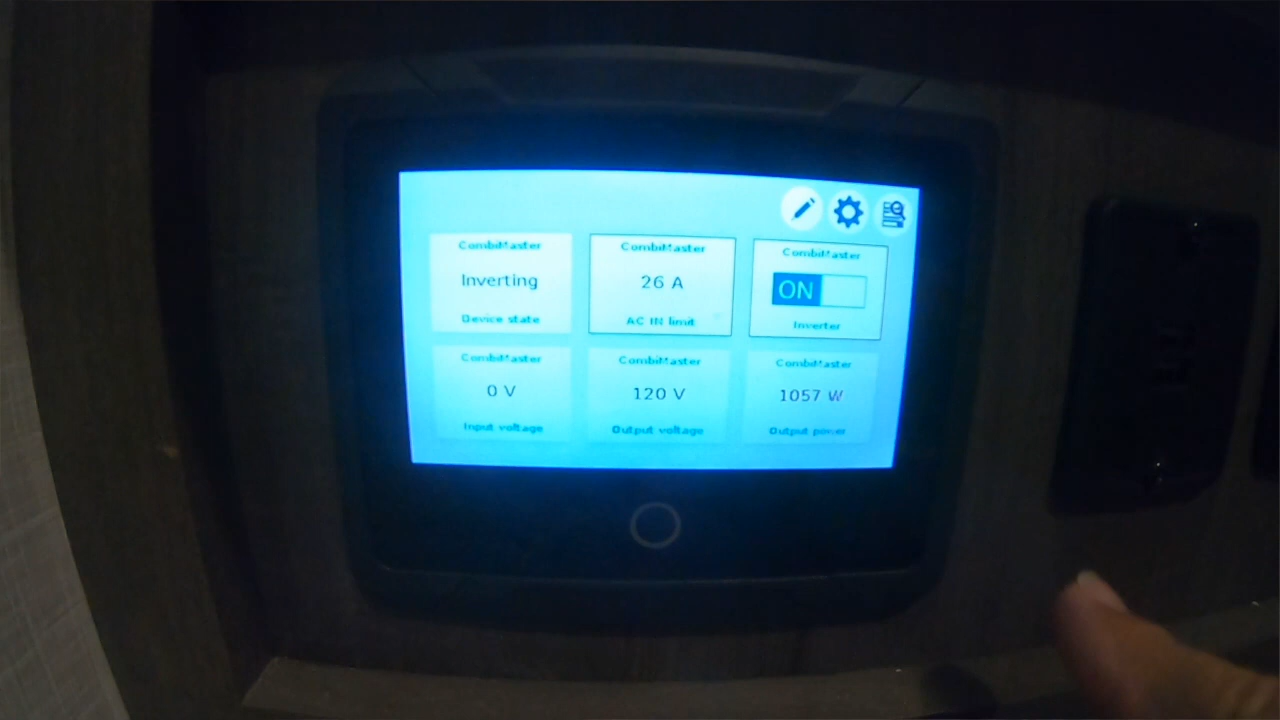 CombiMaster
Inverting
Device state
CombiMaster
26 A
AC IN limit
CombiMaster
ON
Inverter
CombiMaster
0 V
Input voltage
CombiMaster
120 V
Output voltage
CombiMaster
1057 W
Output power